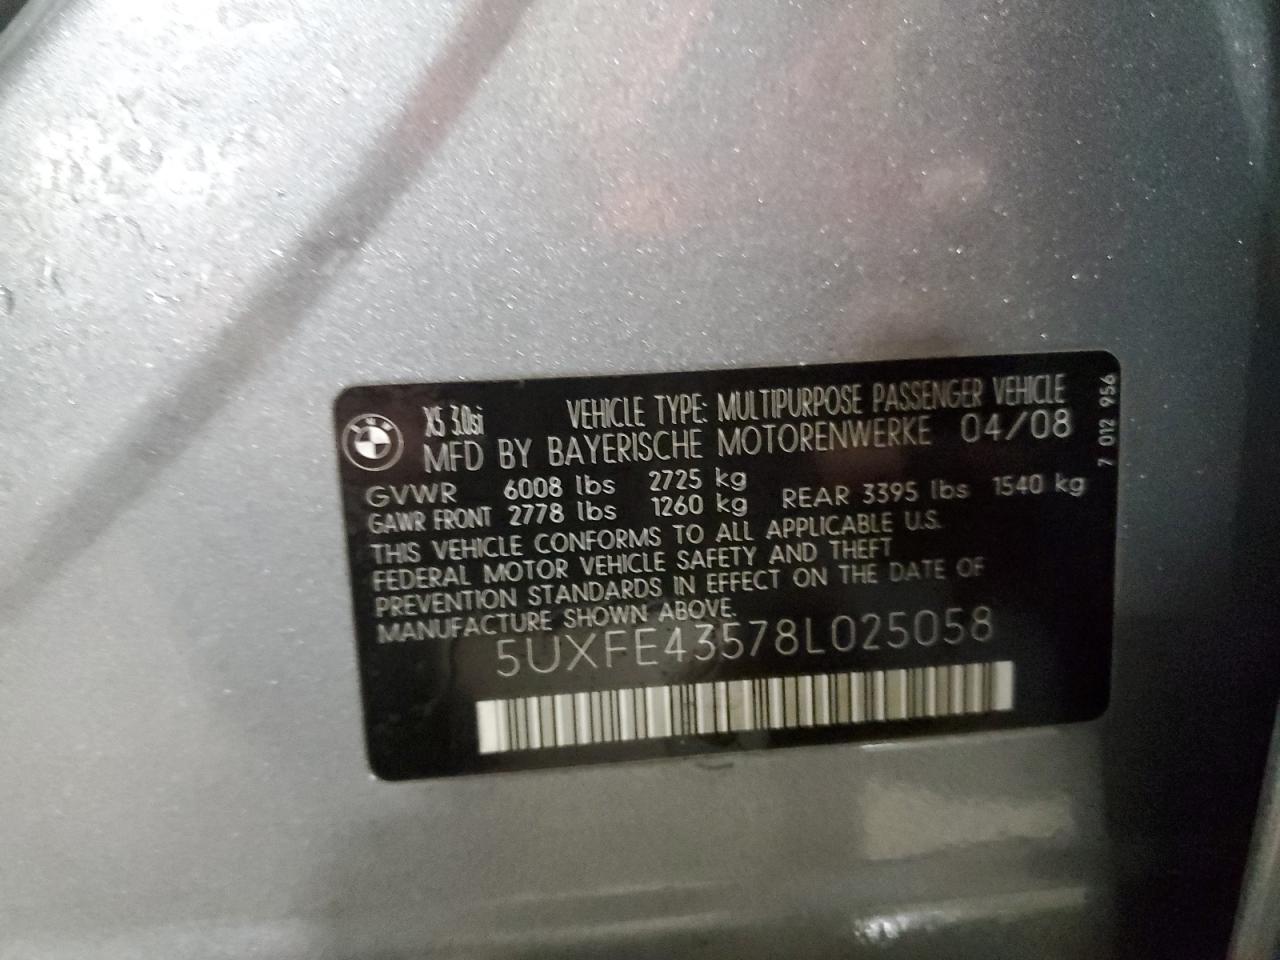 X5 3.0si VEHICLE TYPE: MULTIPURPOSE PASSENGER VEHICLE
MFD BY BAYERISCHE MOTORENWERKE 04/08
GVWR 6008 lbs 2725 kg
GAWR FRONT 2778 lbs 1260 kg REAR 3395 lbs 1540 kg
THIS VEHICLE CONFORMS TO ALL APPLICABLE U.S.
FEDERAL MOTOR VEHICLE SAFETY AND THEFT
PREVENTION STANDARDS IN EFFECT ON THE DATE OF
MANUFACTURE SHOWN ABOVE.
5UXFE43578L025058
7 012 956